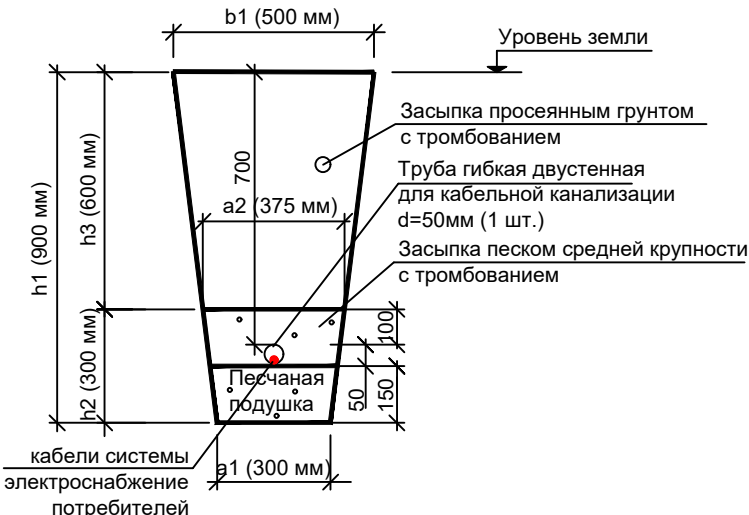 b1 (500 мм)
Уровень земли
Засыпка просеянным грунтом
с тромбованием
Труба гибкая двустенная
для кабельной канализации
d=50мм (1 шт.)
Засыпка песком средней крупности
с тромбованием
700
a2 (375 мм)
h3 (600 мм)
h1 (900 мм)
h2 (300 мм)
100
50
150
Песчаная
подушка
a1 (300 мм)
кабели системы
электроснабжение
потребителей